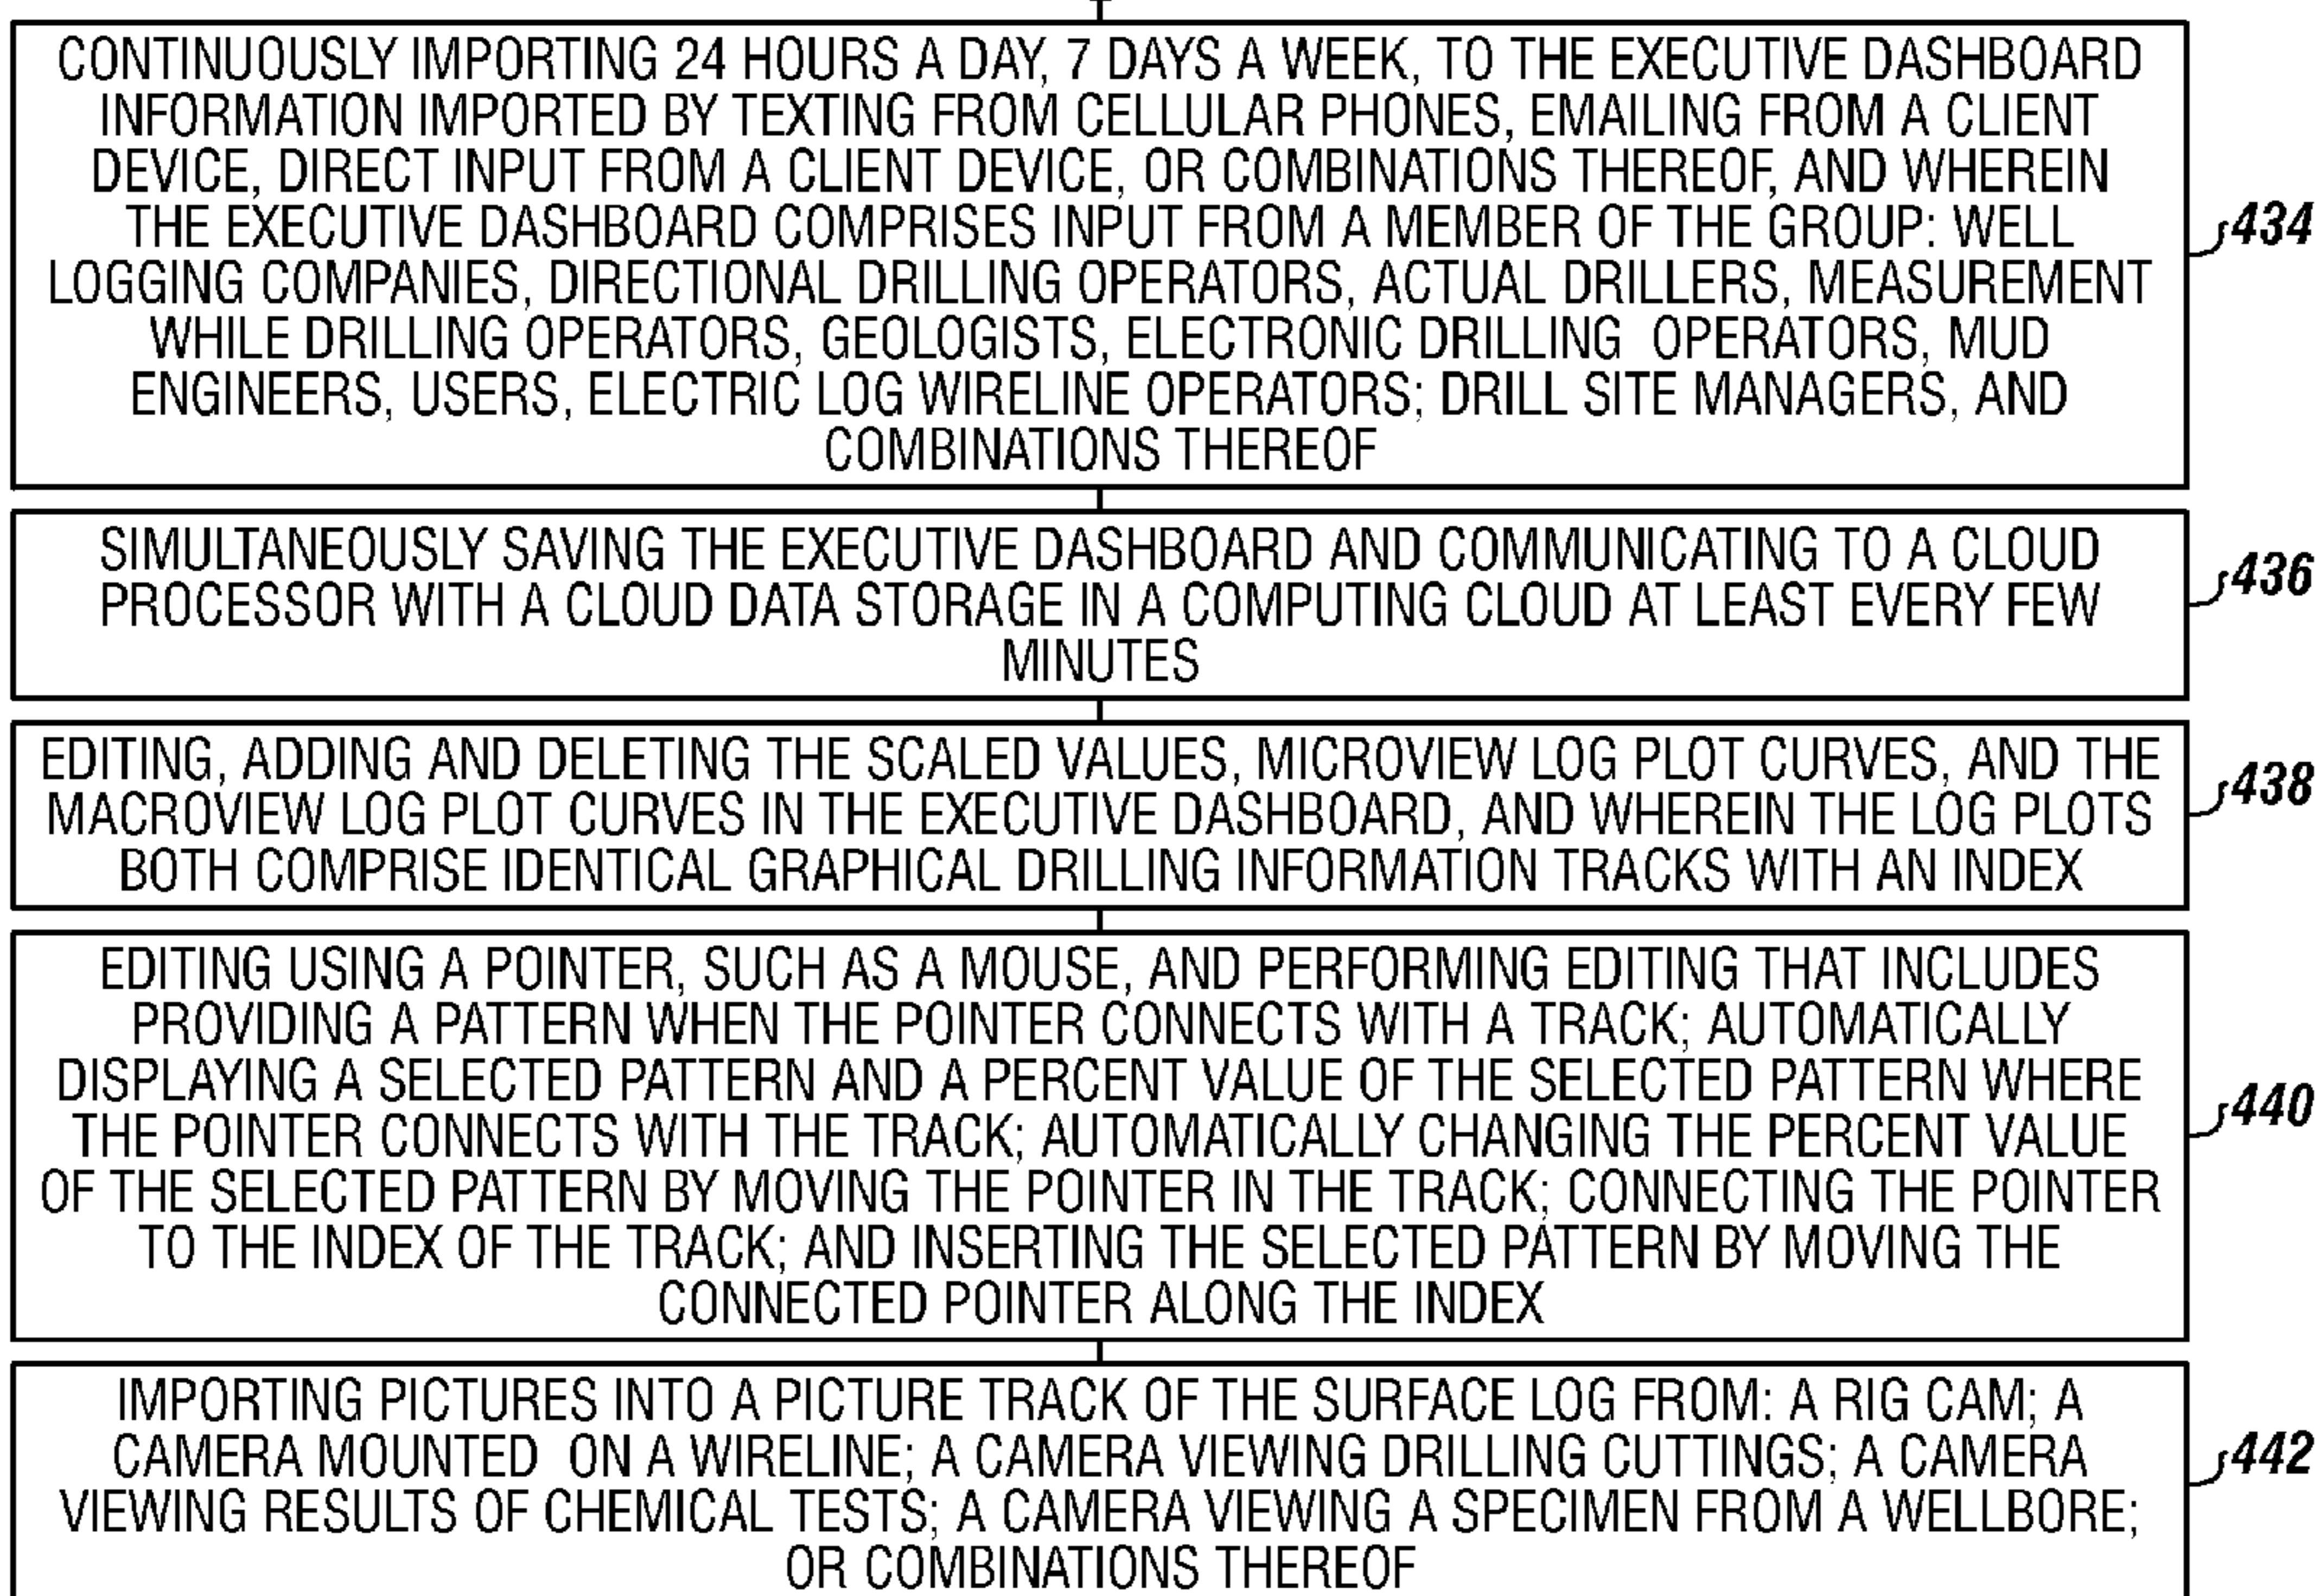 CONTINUOUSLY IMPORTING 24 HOURS A DAY, 7 DAYS A WEEK, TO THE EXECUTIVE DASHBOARD
INFORMATION IMPORTED BY TEXTING FROM CELLULAR PHONES, EMAILING FROM A CLIENT
DEVICE, DIRECT INPUT FROM A CLIENT DEVICE, OR COMBINATIONS THEREOF, AND WHEREIN
THE EXECUTIVE DASHBOARD COMPRISES INPUT FROM A MEMBER OF THE GROUP: WELL
LOGGING COMPANIES, DIRECTIONAL DRILLING OPERATORS, ACTUAL DRILLERS, MEASUREMENT
WHILE DRILLING OPERATORS, GEOLOGISTS, ELECTRONIC DRILLING OPERATORS, MUD
ENGINEERS, USERS, ELECTRIC LOG WIRELINE OPERATORS; DRILL SITE MANAGERS, AND
COMBINATIONS THEREOF
434
SIMULTANEOUSLY SAVING THE EXECUTIVE DASHBOARD AND COMMUNICATING TO A CLOUD
PROCESSOR WITH A CLOUD DATA STORAGE IN A COMPUTING CLOUD AT LEAST EVERY FEW
MINUTES
436
EDITING, ADDING AND DELETING THE SCALED VALUES, MICROVIEW LOG PLOT CURVES, AND THE
MACROVIEW LOG PLOT CURVES IN THE EXECUTIVE DASHBOARD, AND WHEREIN THE LOG PLOTS
BOTH COMPRISE IDENTICAL GRAPHICAL DRILLING INFORMATION TRACKS WITH AN INDEX
438
EDITING USING A POINTER, SUCH AS A MOUSE, AND PERFORMING EDITING THAT INCLUDES
PROVIDING A PATTERN WHEN THE POINTER CONNECTS WITH A TRACK; AUTOMATICALLY
DISPLAYING A SELECTED PATTERN AND A PERCENT VALUE OF THE SELECTED PATTERN WHERE
THE POINTER CONNECTS WITH THE TRACK; AUTOMATICALLY CHANGING THE PERCENT VALUE
OF THE SELECTED PATTERN BY MOVING THE POINTER IN THE TRACK; CONNECTING THE POINTER
TO THE INDEX OF THE TRACK; AND INSERTING THE SELECTED PATTERN BY MOVING THE
CONNECTED POINTER ALONG THE INDEX
440
IMPORTING PICTURES INTO A PICTURE TRACK OF THE SURFACE LOG FROM: A RIG CAM; A
CAMERA MOUNTED ON A WIRELINE; A CAMERA VIEWING DRILLING CUTTINGS; A CAMERA
VIEWING RESULTS OF CHEMICAL TESTS; A CAMERA VIEWING A SPECIMEN FROM A WELLBORE;
OR COMBINATIONS THEREOF
442